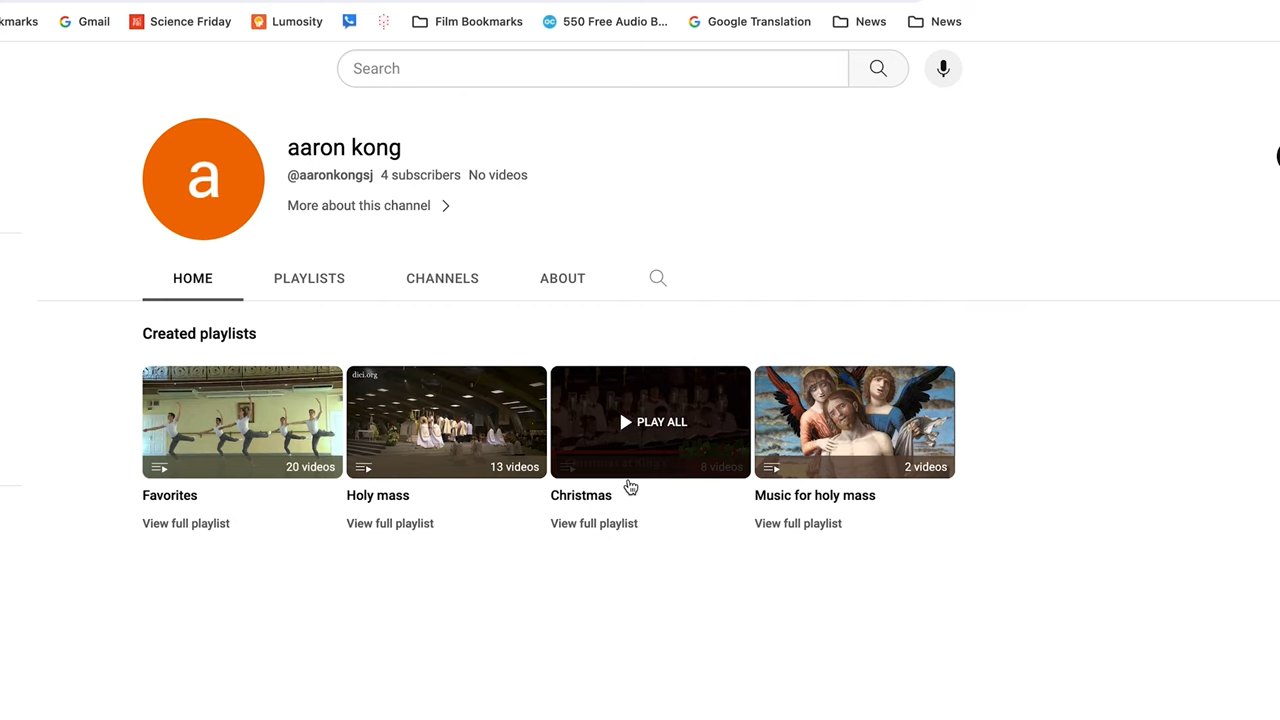 kmarks Gmail Science Friday Lumosity Film Bookmarks 550 Free Audio B... Google Translation News News
Search
a
aaron kong
@aaronkongsj 4 subscribers No videos
More about this channel
HOME PLAYLISTS CHANNELS ABOUT
Created playlists
dici.org
PLAY ALL
20 videos 13 videos 8 videos 2 videos
Favorites Holy mass Christmas Music for holy mass
View full playlist View full playlist View full playlist View full playlist